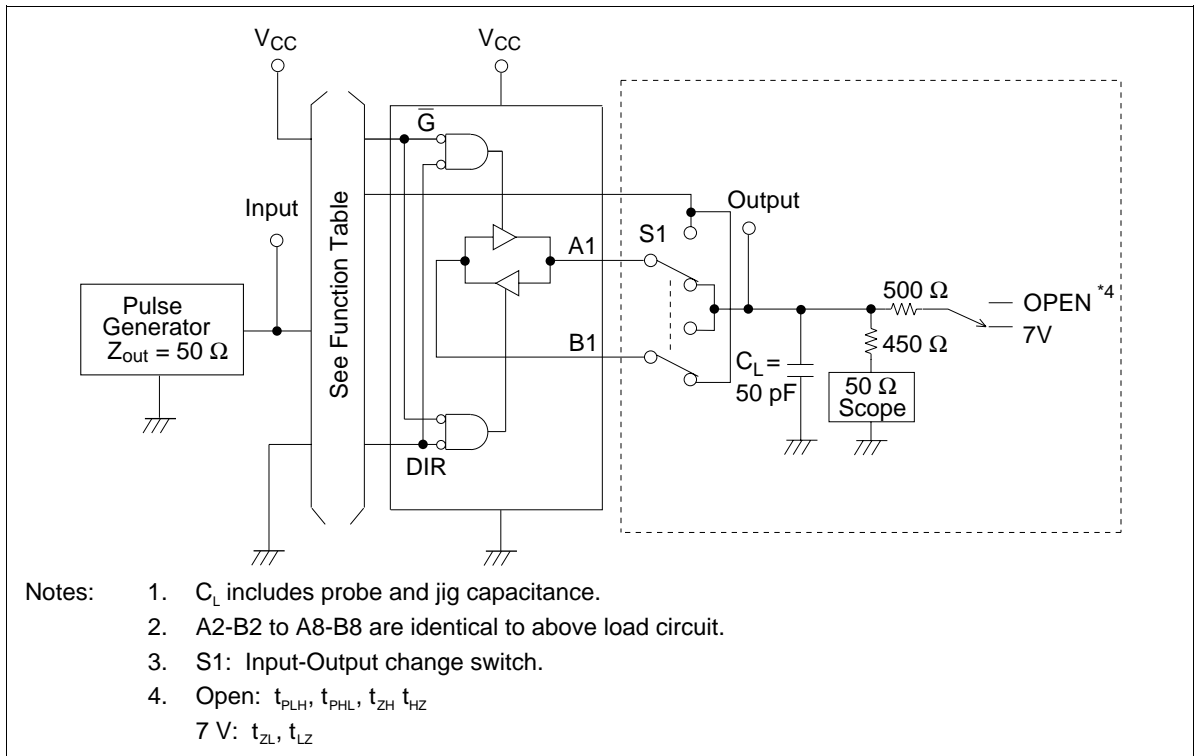 VCC
VCC
G̅
See Function Table
Input
Output
S1
A1
Pulse
Generator
Zout = 50 Ω
500 Ω
OPEN *4
7V
450 Ω
B1
CL =
50 pF
50 Ω
Scope
DIR
Notes: 1. CL includes probe and jig capacitance.
2. A2-B2 to A8-B8 are identical to above load circuit.
3. S1: Input-Output change switch.
4. Open: tPLH, tPHL, tZH tHZ
7 V: tZL, tLZ